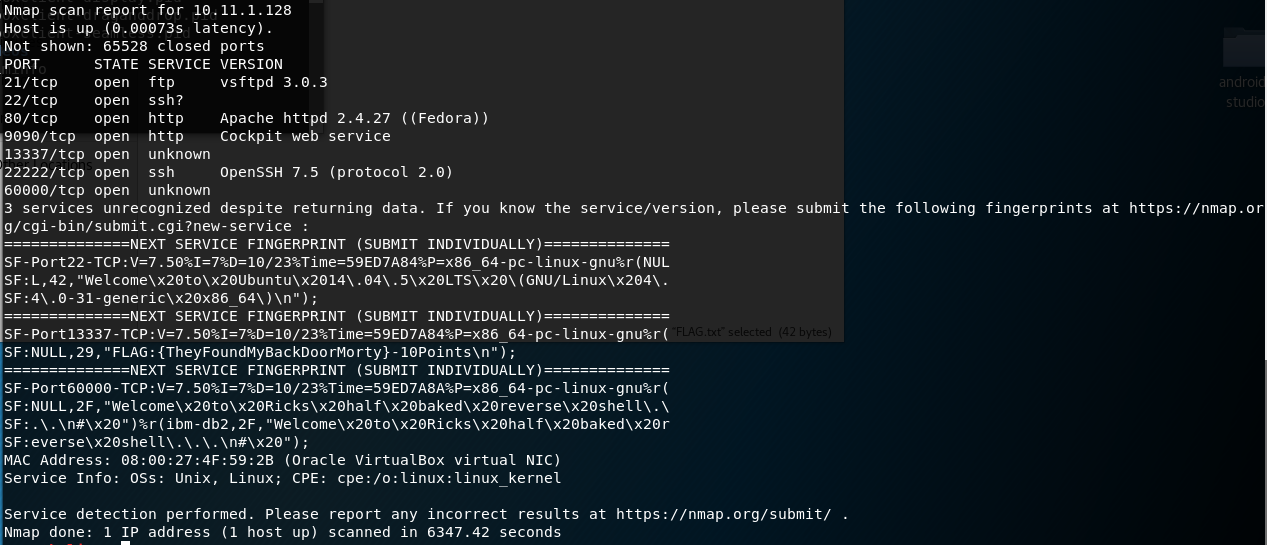 Nmap scan report for 10.11.1.128
Host is up (0.00073s latency).
Not shown: 65528 closed ports
PORT      STATE SERVICE VERSION
21/tcp    open  ftp     vsftpd 3.0.3
22/tcp    open  ssh?
80/tcp    open  http    Apache httpd 2.4.27 ((Fedora))
9090/tcp  open  http    Cockpit web service
13337/tcp open  unknown
22222/tcp open  ssh     OpenSSH 7.5 (protocol 2.0)
60000/tcp open  unknown
3 services unrecognized despite returning data. If you know the service/version, please submit the following fingerprints at https://nmap.or
g/cgi-bin/submit.cgi?new-service :
==============NEXT SERVICE FINGERPRINT (SUBMIT INDIVIDUALLY)==============
SF-Port22-TCP:V=7.50%I=7%D=10/23%Time=59ED7A84%P=x86_64-pc-linux-gnu%r(NUL
SF:L,42,"Welcome\x20to\x20Ubuntu\x2014\.04\.5\x20LTS\x20\(GNU/Linux\x204\.
SF:4\.0-31-generic\x20x86_64\)\n");
==============NEXT SERVICE FINGERPRINT (SUBMIT INDIVIDUALLY)==============
SF-Port13337-TCP:V=7.50%I=7%D=10/23%Time=59ED7A84%P=x86_64-pc-linux-gnu%r(
"FLAG.txt" selected (42 bytes)
SF:NULL,29,"FLAG:{TheyFoundMyBackDoorMorty}-10Points\n");
==============NEXT SERVICE FINGERPRINT (SUBMIT INDIVIDUALLY)==============
SF-Port60000-TCP:V=7.50%I=7%D=10/23%Time=59ED7A8A%P=x86_64-pc-linux-gnu%r(
SF:NULL,2F,"Welcome\x20to\x20Ricks\x20half\x20baked\x20reverse\x20shell\.\
SF:.\.\n#\x20")%r(ibm-db2,2F,"Welcome\x20to\x20Ricks\x20half\x20baked\x20r
SF:everse\x20shell\.\.\.\n#\x20");
MAC Address: 08:00:27:4F:59:2B (Oracle VirtualBox virtual NIC)
Service Info: OSs: Unix, Linux; CPE: cpe:/o:linux:linux_kernel
Service detection performed. Please report any incorrect results at https://nmap.org/submit/ .
Nmap done: 1 IP address (1 host up) scanned in 6347.42 seconds
android
studio